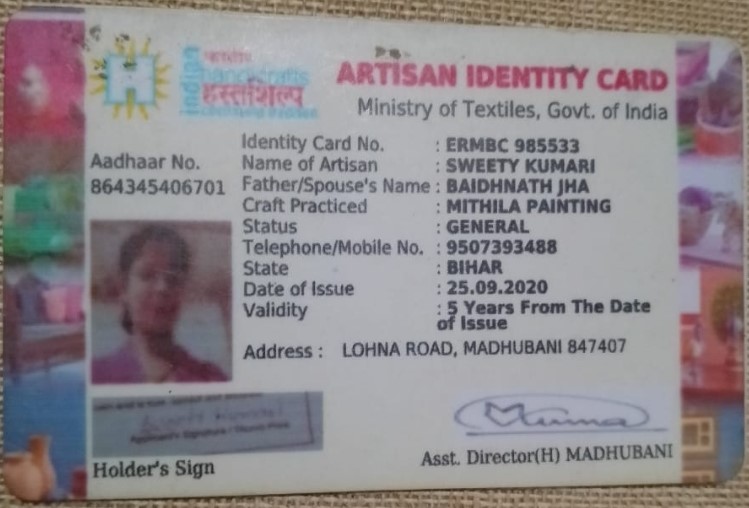 भारतीय
Indian
handicrafts
हस्तशिल्प
ARTISAN IDENTITY CARD
Ministry of Textiles, Govt. of India
Aadhaar No.
864345406701
Identity Card No. : ERMBC 985533
Name of Artisan : SWEETY KUMARI
Father/Spouse's Name : BAIDHNATH JHA
Craft Practiced : MITHILA PAINTING
Status : GENERAL
Telephone/Mobile No. : 9507393488
State : BIHAR
Date of Issue : 25.09.2020
Validity : 5 Years From The Date
of Issue
Address : LOHNA ROAD, MADHUBANI 847407
Holder's Sign
Asst. Director(H) MADHUBANI